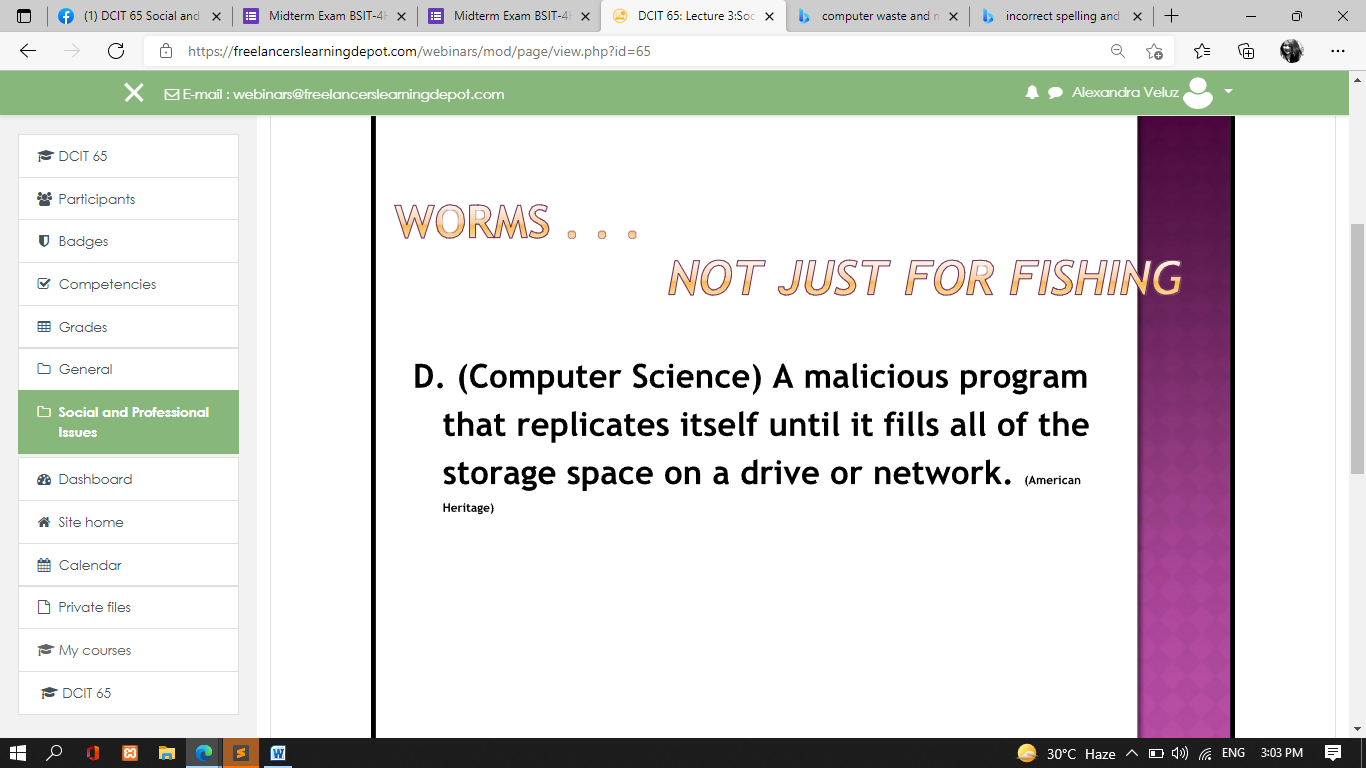 (1) DCIT 65 Social and
Midterm Exam BSIT-4
Midterm Exam BSIT-4
DCIT 65: Lecture 3:Soc
computer waste and n
incorrect spelling and
https://freelancerslearningdepot.com/webinars/mod/page/view.php?id=65
E-mail : webinars@freelancerslearningdepot.com
Alexandra Veluz
DCIT 65
Participants
Badges
Competencies
Grades
General
Social and Professional
Issues
Dashboard
Site home
Calendar
Private files
My courses
DCIT 65
WORMS . . .
NOT JUST FOR FISHING
D. (Computer Science) A malicious program
that replicates itself until it fills all of the
storage space on a drive or network. (American
Heritage)
30°C Haze
ENG
3:03 PM